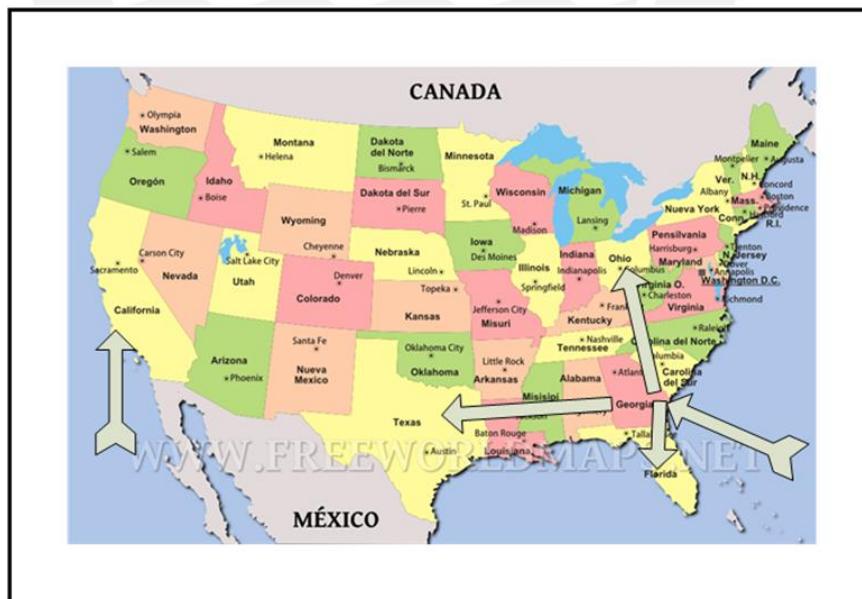 CANADA
Olympia
Washington
Montana
Helena
Dakota
del Norte
Bismarck
Minnesota
St. Paul
Maine
Montpelier
Augusta
Ver.
N.H.
Concord
Boston
Mass.
Providence
Albany
Nueva York
Conn.
Hartford
R.I.
Salem
Oregón
Idaho
Boise
Dakota del Sur
Pierre
Wisconsin
Madison
Michigan
Lansing
Wyoming
Cheyenne
Iowa
Des Moines
Pensilvania
Harrisburg
Trenton
N. Jersey
Dover
Annapolis
Maryland
Washington D.C.
Carson City
Sacramento
Nevada
California
Salt Lake City
Utah
Nebraska
Lincoln
Denver
Colorado
Topeka
Kansas
Illinois
Springfield
Indiana
Indianapolis
Ohio
Columbus
Virginia O.
Charleston
Richmond
Virginia
Jefferson City
Misuri
Frank
Kentucky
Nashville
Tennessee
Raleigh
Carolina del Norte
Columbia
Carolina
del Sur
Arizona
Phoenix
Santa Fe
Nueva
Mexico
Oklahoma City
Oklahoma
Little Rock
Arkansas
Misisipi
Alabama
Atlanta
Georgia
Texas
Austin
Baton Rouge
Louisiana
Talla
Florida
WWW.FREEWORLDMAPS.NET
MÉXICO